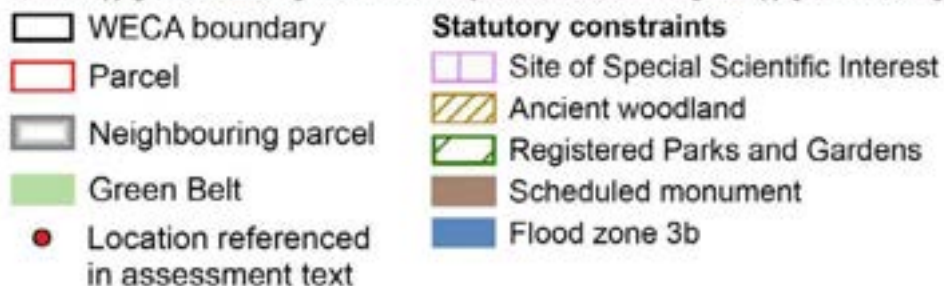 WECA boundary
Parcel
Neighbouring parcel
Green Belt
Location referenced
in assessment text
Statutory constraints
Site of Special Scientific Interest
Ancient woodland
Registered Parks and Gardens
Scheduled monument
Flood zone 3b